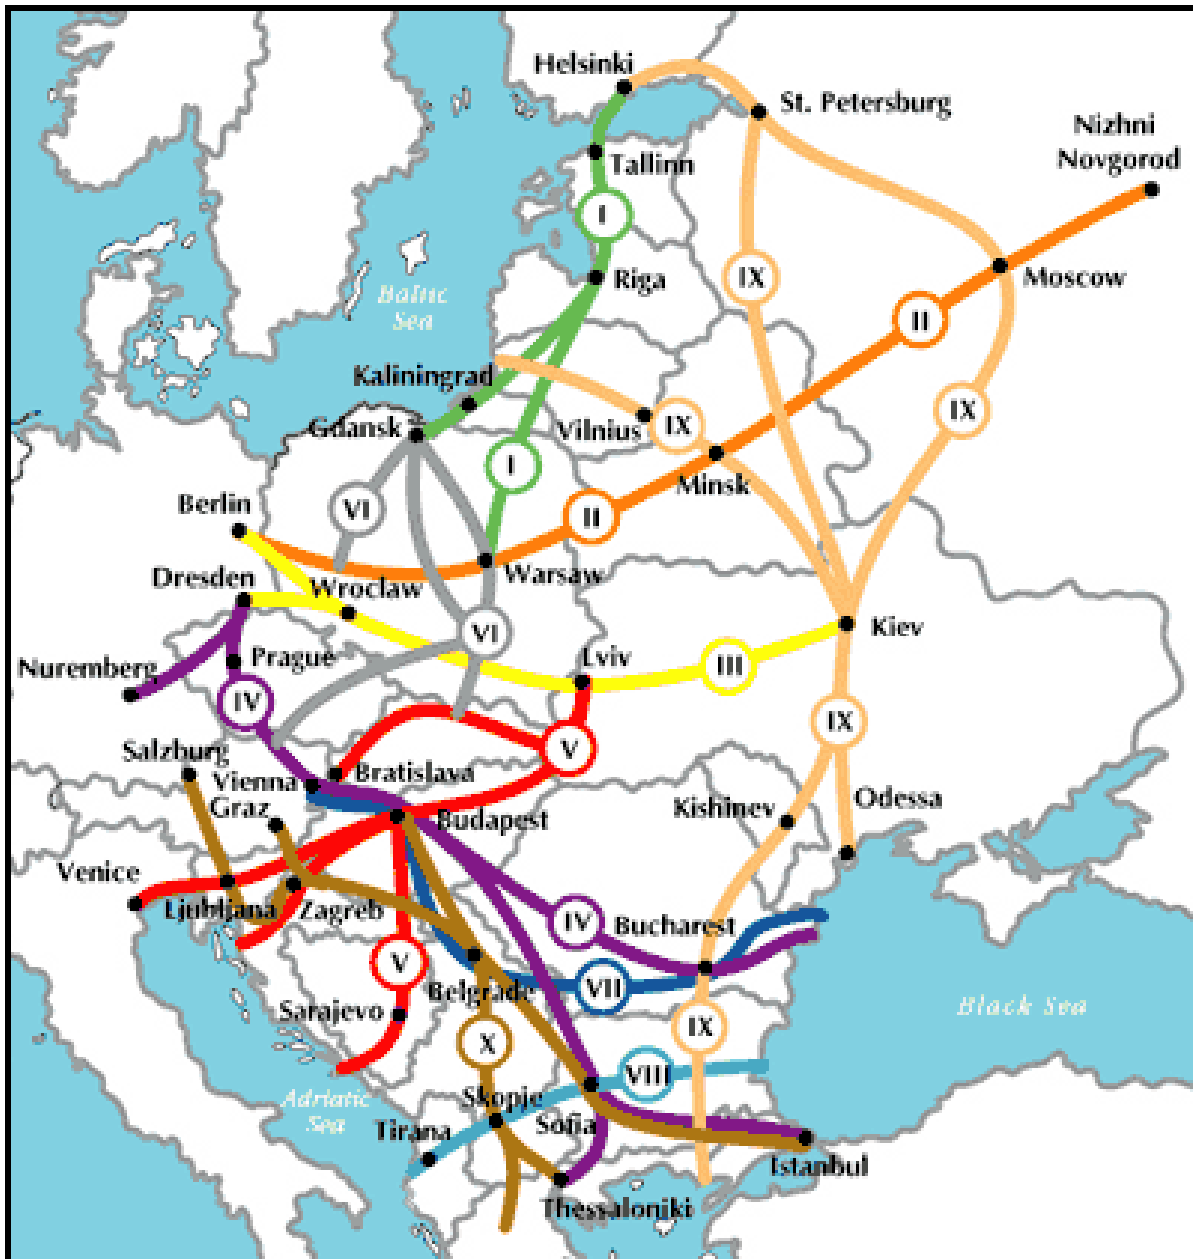 Helsinki
St. Petersburg
Nizhni
Novgorod
Tallinn
I
Riga
IX
Moscow
Baltic
Sea
II
Kaliningrad
IX
Gdansk
Vilnius
IX
I
Minsk
VI
Berlin
II
Dresden
Wroclaw
Warsaw
Kiev
VI
Prague
Lviv
III
Nuremberg
IV
IX
Salzburg
V
Vienna
Bratislava
Graz
Kishinev
Odessa
Budapest
Venice
Ljubljana
Zagreb
IV
Bucharest
V
Belgrade
VII
Sarajevo
Black Sea
IX
X
VIII
Adriatic
Sea
Skopje
Tirana
Sofia
Istanbul
Thessaloniki